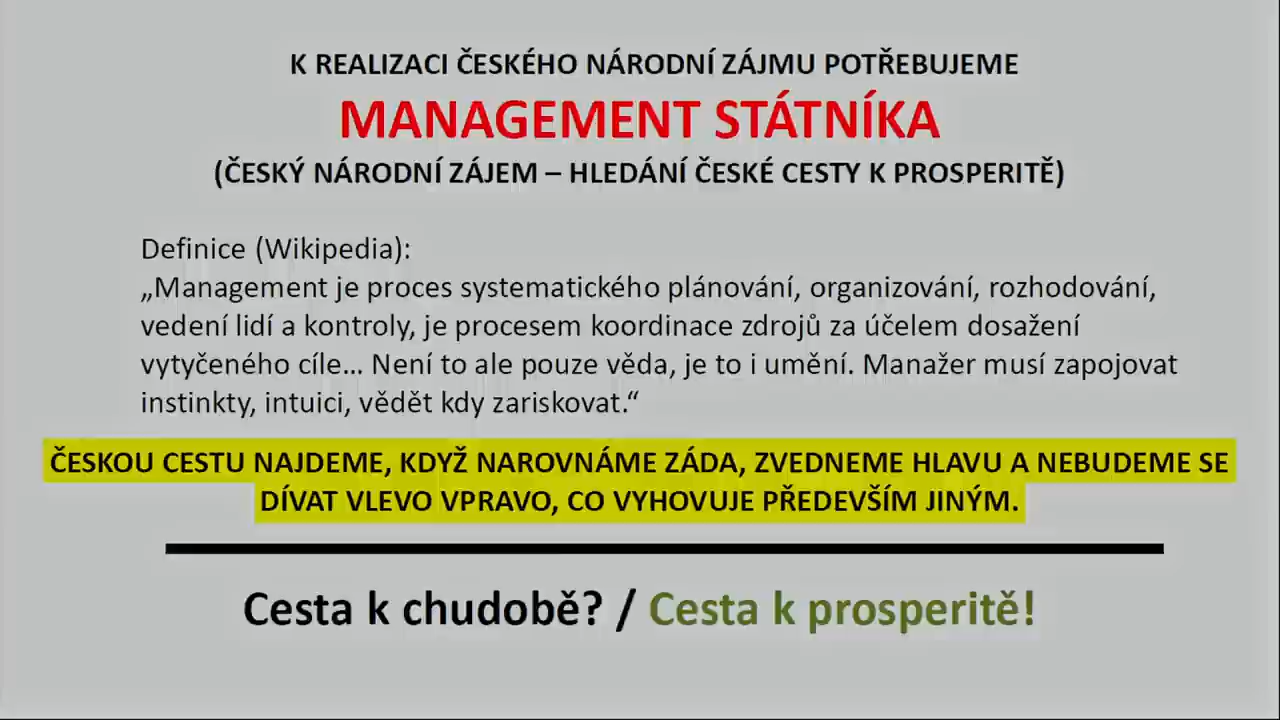 K REALIZACI ČESKÉHO NÁRODNÍ ZÁJMU POTŘEBUJEME
MANAGEMENT STÁTNÍKA
(ČESKÝ NÁRODNÍ ZÁJEM – HLEDÁNÍ ČESKÉ CESTY K PROSPERITĚ)
Definice (Wikipedia):
„Management je proces systematického plánování, organizování, rozhodování,
vedení lidí a kontroly, je procesem koordinace zdrojů za účelem dosažení
vytyčeného cíle… Není to ale pouze věda, je to i umění. Manažer musí zapojovat
instinkty, intuici, vědět kdy zariskovat.“
ČESKOU CESTU NAJDEME, KDYŽ NAROVNÁME ZÁDA, ZVEDNEME HLAVU A NEBUDEME SE
DÍVAT VLEVO VPRAVO, CO VYHOVUJE PŘEDEVŠÍM JINÝM.
Cesta k chudobě? / Cesta k prosperitě!